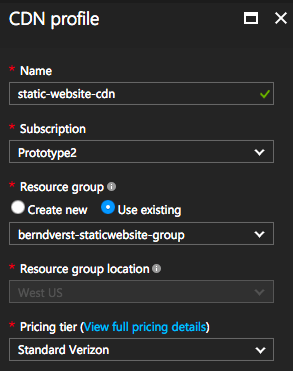 CDN profile
* Name
static-website-cdn
* Subscription
Prototype2
* Resource group
Create new Use existing
berndverst-staticwebsite-group
* Resource group location
West US
* Pricing tier (View full pricing details)
Standard Verizon